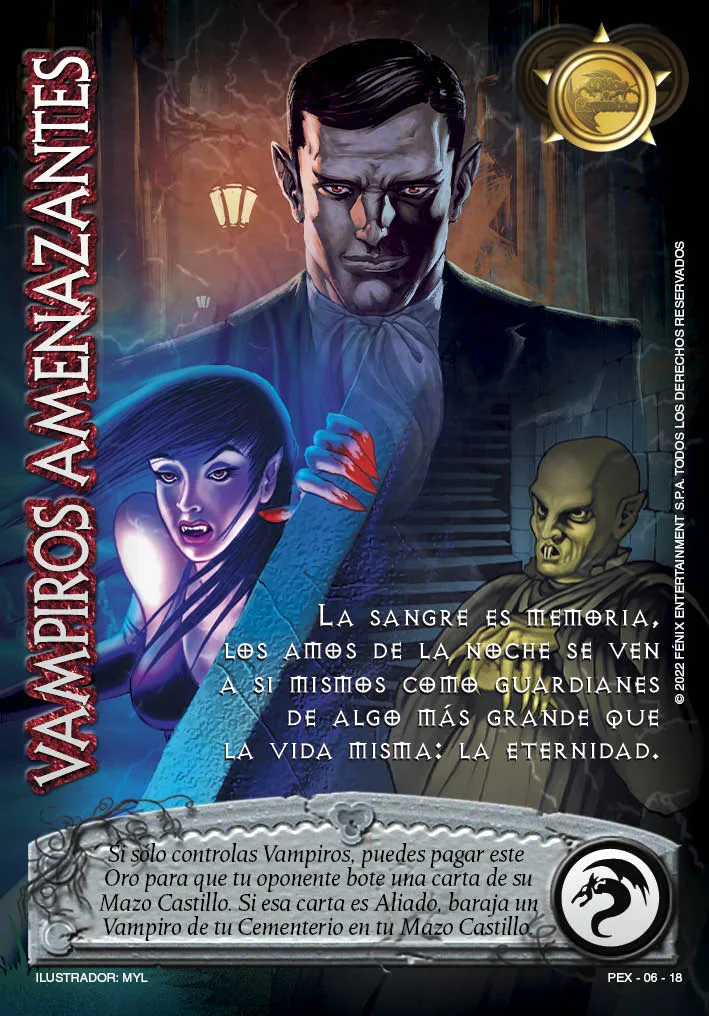 VAMPIROS AMENAZANTES
La sangre es memoria,
los amos de la noche se ven
a si mismos como guardianes
de algo más grande que
la vida misma: la eternidad.
© 2022 FÉNIX ENTERTAINMENT S.P.A. TODOS LOS DERECHOS RESERVADOS
Si sólo controlas Vampiros, puedes pagar este
Oro para que tu oponente bote una carta de su
Mazo Castillo. Si esa carta es Aliado, baraja un
Vampiro de tu Cementerio en tu Mazo Castillo.
ILUSTRADOR: MYL
PEX - 06 - 18